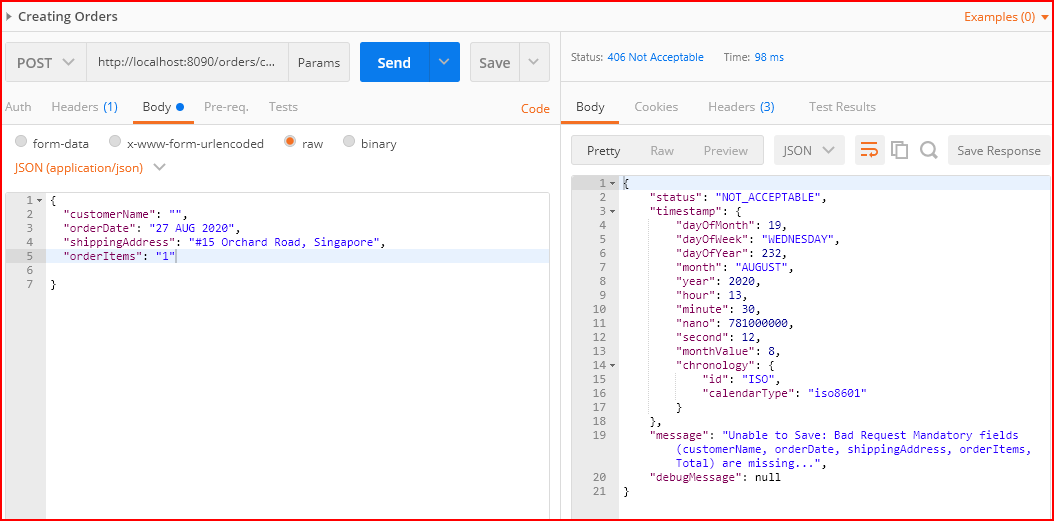 Creating Orders
Examples (0)
POST
http://localhost:8090/orders/c...
Params
Send
Save
Status: 406 Not Acceptable Time: 98 ms
Auth Headers (1) Body Pre-req. Tests Code
Body Cookies Headers (3) Test Results
form-data x-www-form-urlencoded raw binary
JSON (application/json)
Pretty Raw Preview JSON Save Response
1 {
2 "customerName": "",
3 "orderDate": "27 AUG 2020",
4 "shippingAddress": "#15 Orchard Road, Singapore",
5 "orderItems": "1"
6
7 }
1 {
2 "status": "NOT_ACCEPTABLE",
3 "timestamp": {
4 "dayOfMonth": 19,
5 "dayOfWeek": "WEDNESDAY",
6 "dayOfYear": 232,
7 "month": "AUGUST",
8 "year": 2020,
9 "hour": 13,
10 "minute": 30,
11 "nano": 781000000,
12 "second": 12,
13 "monthValue": 8,
14 "chronology": {
15 "id": "ISO",
16 "calendarType": "iso8601"
17 }
18 },
19 "message": "Unable to Save: Bad Request Mandatory fields
(customerName, orderDate, shippingAddress, orderItems,
Total) are missing...",
20 "debugMessage": null
21 }